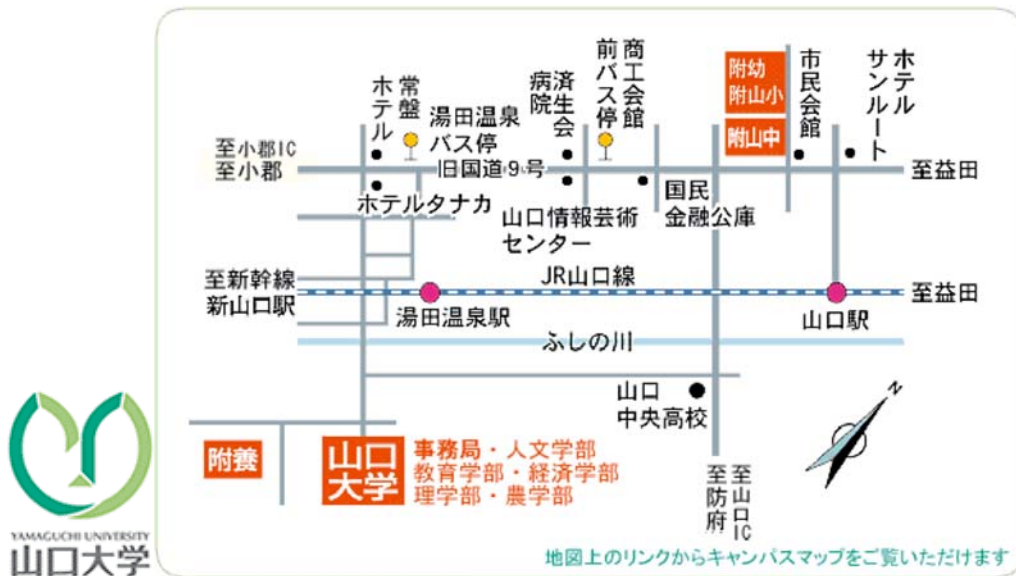 常盤
ホテル
湯田温泉
バス停
済生会
病院
商工会館
前バス停
附幼
附山小
附山中
市民会館
ホテル
サンルート
至小郡IC
至小郡
旧国道9号
至益田
ホテルタナカ
山口情報芸術
センター
国民
金融公庫
至新幹線
新山口駅
JR山口線
至益田
湯田温泉駅
山口駅
ふしの川
山口
中央高校
N
附養
山口
大学
事務局・人文学部
教育学部・経済学部
理学部・農学部
至山口IC
至防府
YAMAGUCHI UNIVERSITY
山口大学
地図上のリンクからキャンパスマップをご覧いただけます